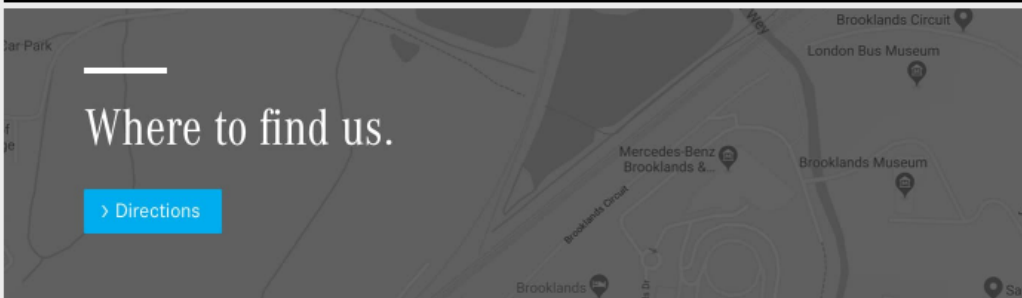 Brooklands Circuit
Car Park
London Bus Museum
Wey
Where to find us.
Mercedes-Benz
Brooklands &...
Brooklands Museum
> Directions
Brooklands Circuit
Brooklands